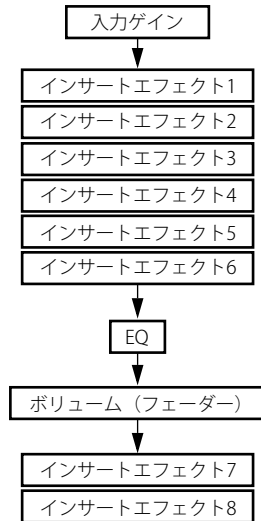 入力ゲイン
インサートエフェクト1
インサートエフェクト2
インサートエフェクト3
インサートエフェクト4
インサートエフェクト5
インサートエフェクト6
EQ
ボリューム（フェーダー）
インサートエフェクト7
インサートエフェクト8